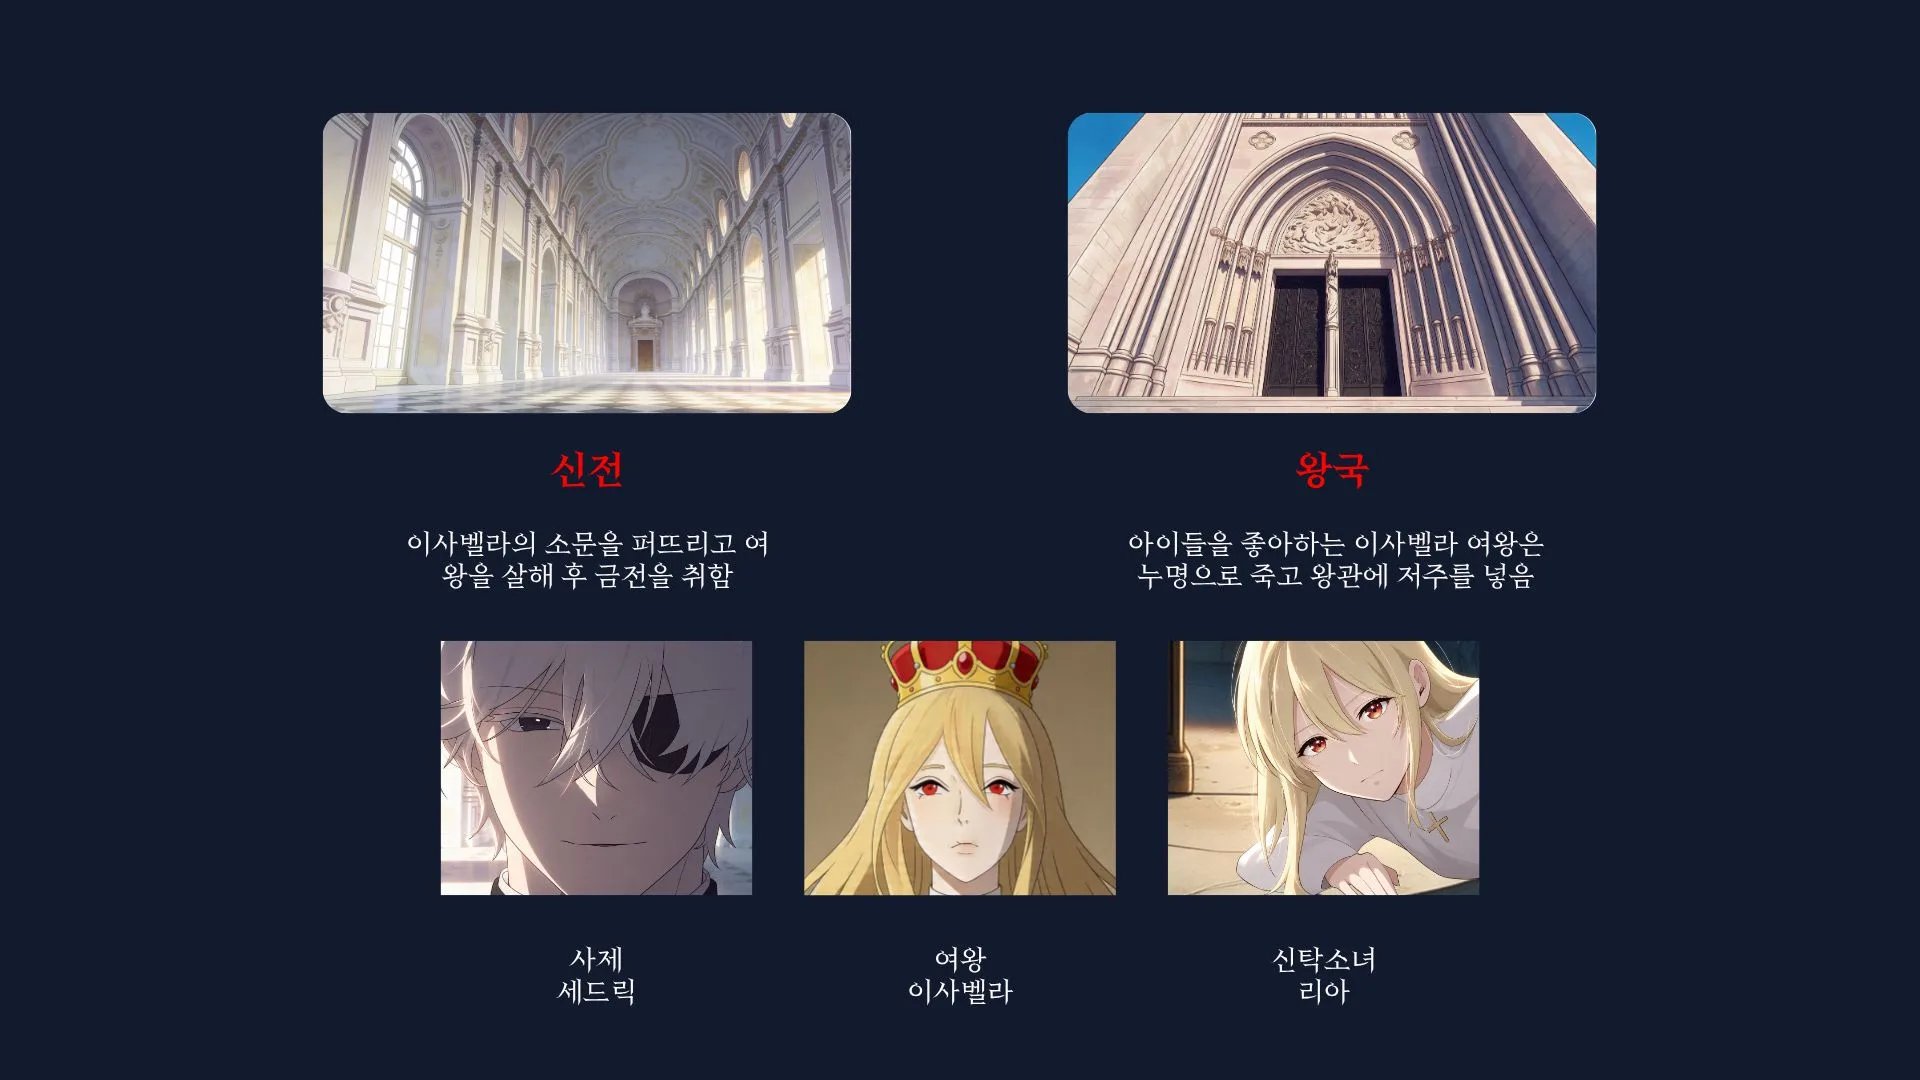 신전
이사벨라의 소문을 퍼뜨리고 여
왕을 살해 후 금전을 취함
왕국
아이들을 좋아하는 이사벨라 여왕은
누명으로 죽고 왕관에 저주를 넣음
사제
세드릭
여왕
이사벨라
신탁소녀
리아